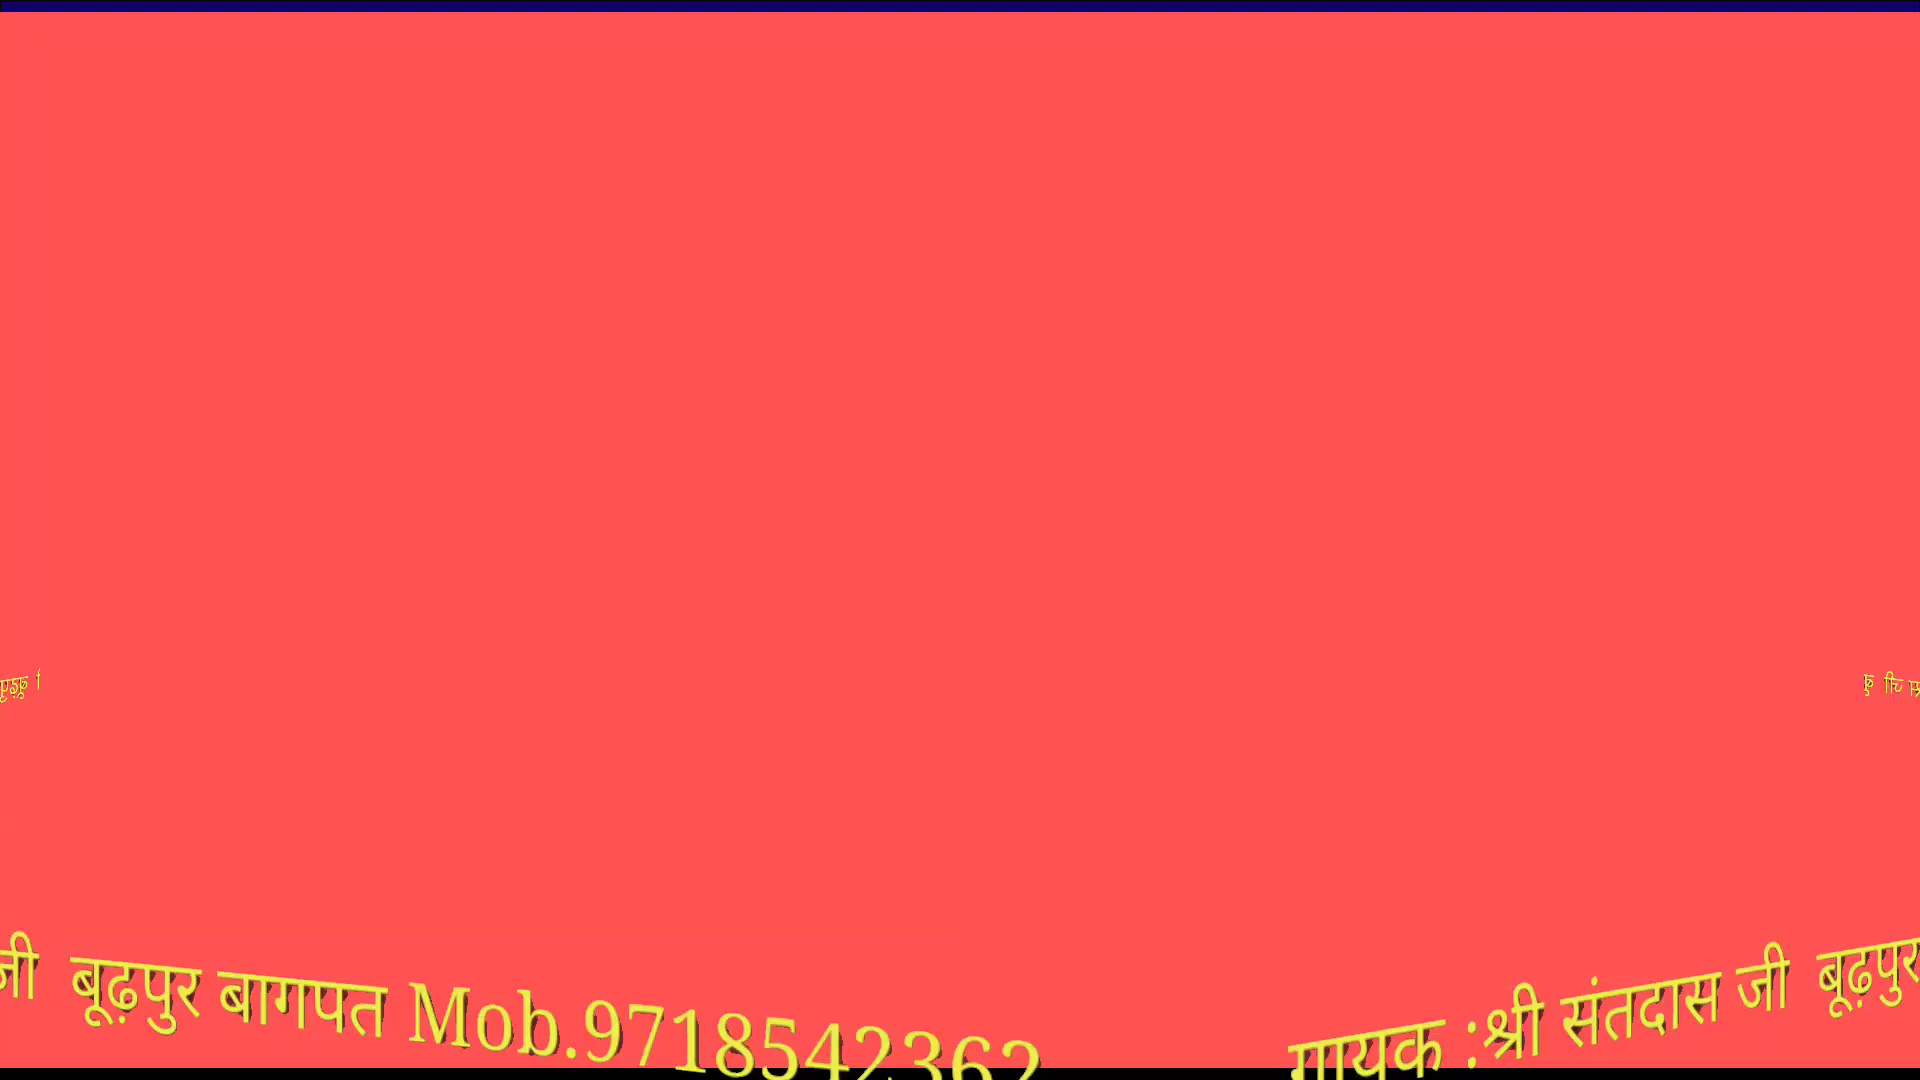 जी बूढ़पुर बागपत Mob.9718542362
गायक :श्री संतदास जी बूढ़पुर